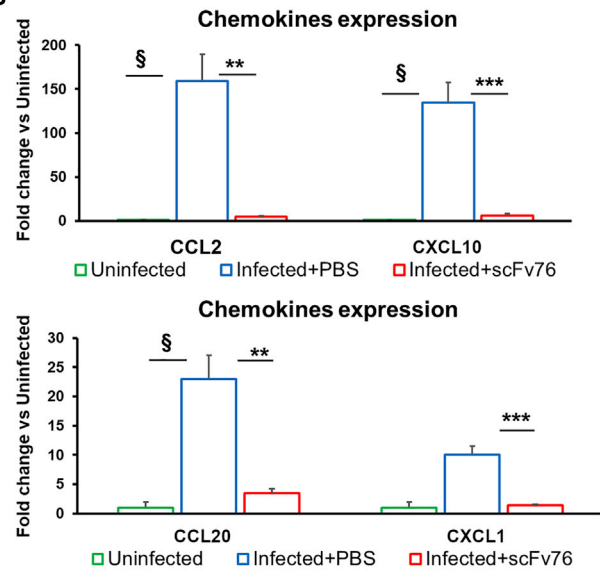 Chemokines expression
Fold change vs Uninfected
200
150
100
50
0
§
**
§
***
CCL2
CXCL10
Uninfected
Infected+PBS
Infected+scFv76
Chemokines expression
Fold change vs Uninfected
30
25
20
15
10
5
0
§
**
***
CCL20
CXCL1
Uninfected
Infected+PBS
Infected+scFv76